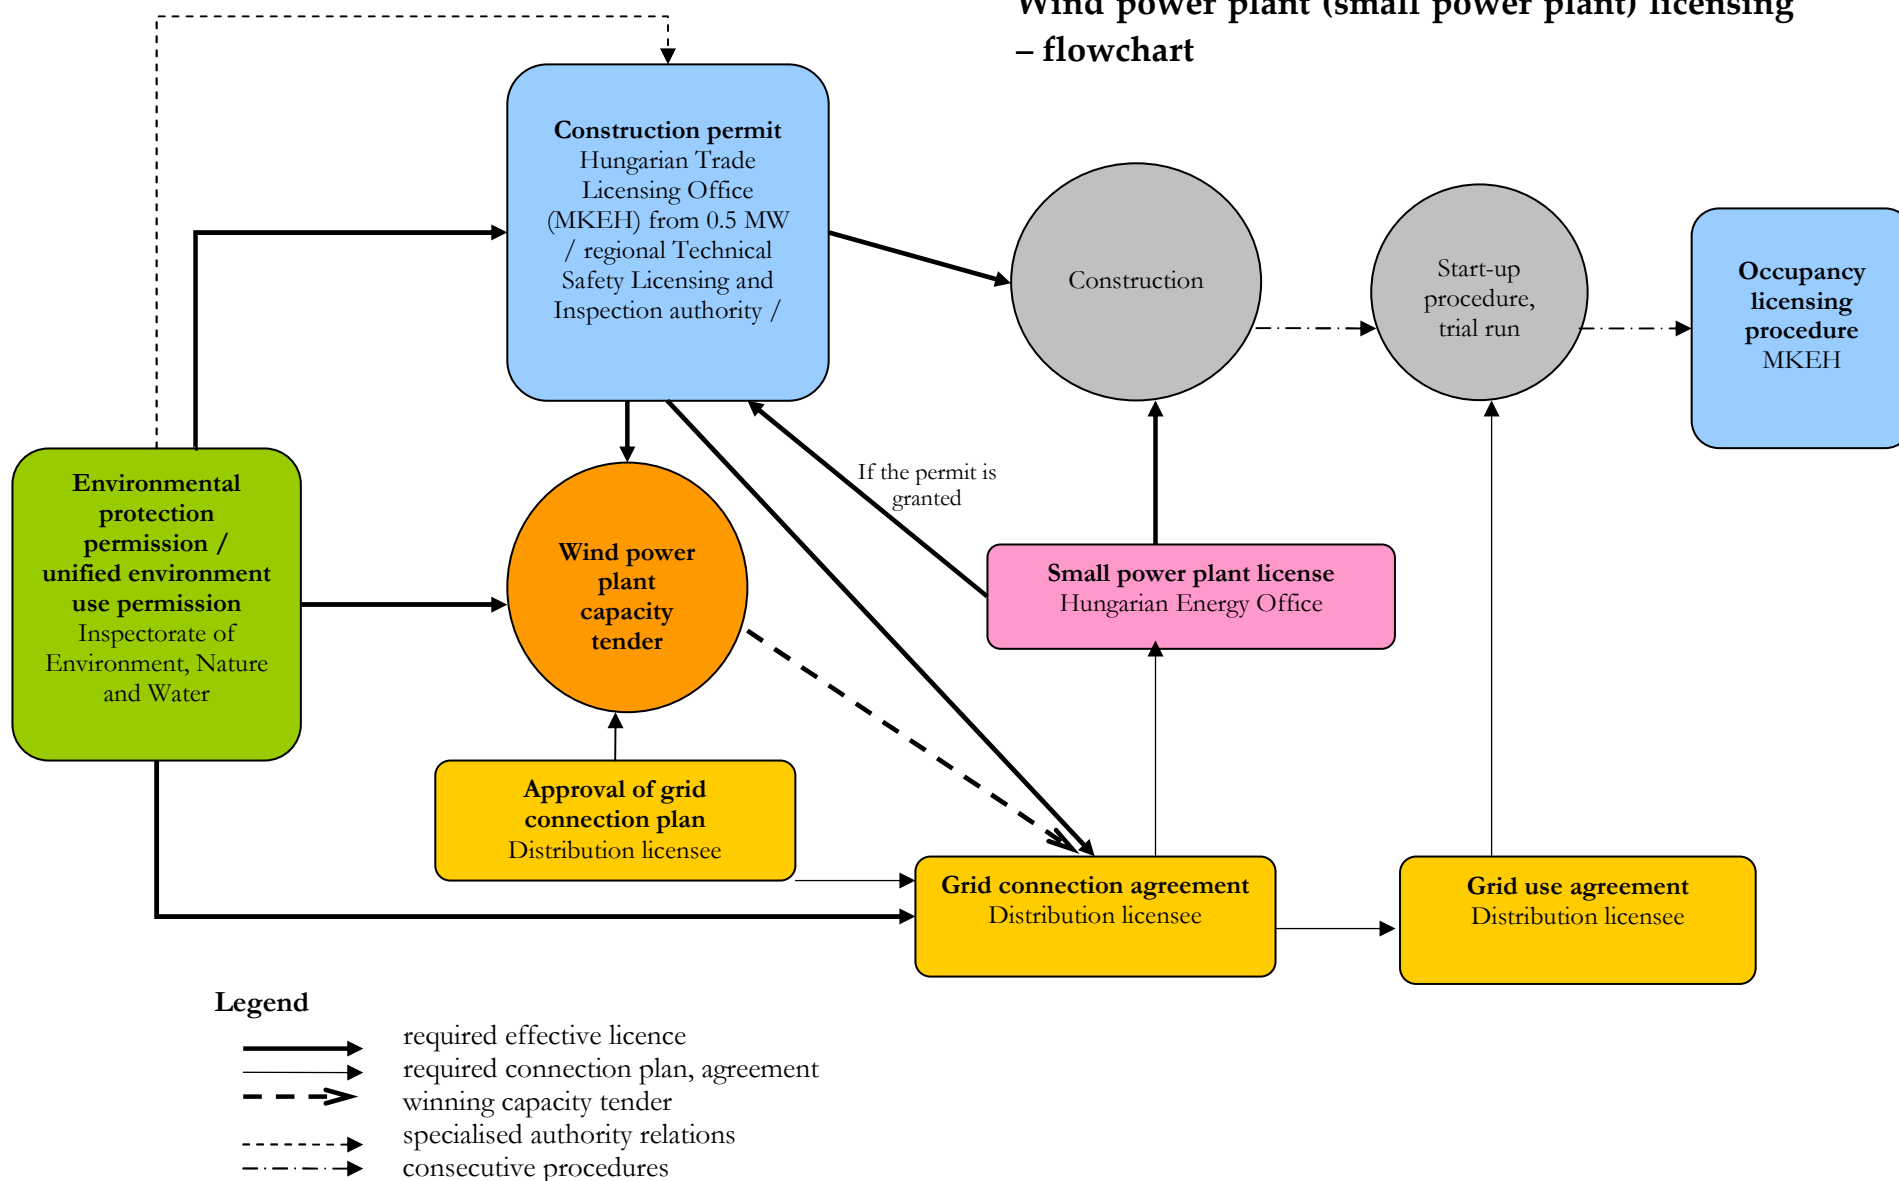 Wind power plant (small power plant) licensing
– flowchart
Construction permit
Hungarian Trade
Licensing Office
(MKEH) from 0.5 MW
/ regional Technical
Safety Licensing and
Inspection authority /
Construction
Start-up
procedure,
trial run
Occupancy
licensing
procedure
MKEH
Environmental
protection
permission /
unified environment
use permission
Inspectorate of
Environment, Nature
and Water
Wind power
plant
capacity
tender
If the permit is
granted
Small power plant license
Hungarian Energy Office
Approval of grid
connection plan
Distribution licensee
Grid connection agreement
Distribution licensee
Grid use agreement
Distribution licensee
Legend
required effective licence
required connection plan, agreement
winning capacity tender
specialised authority relations
consecutive procedures